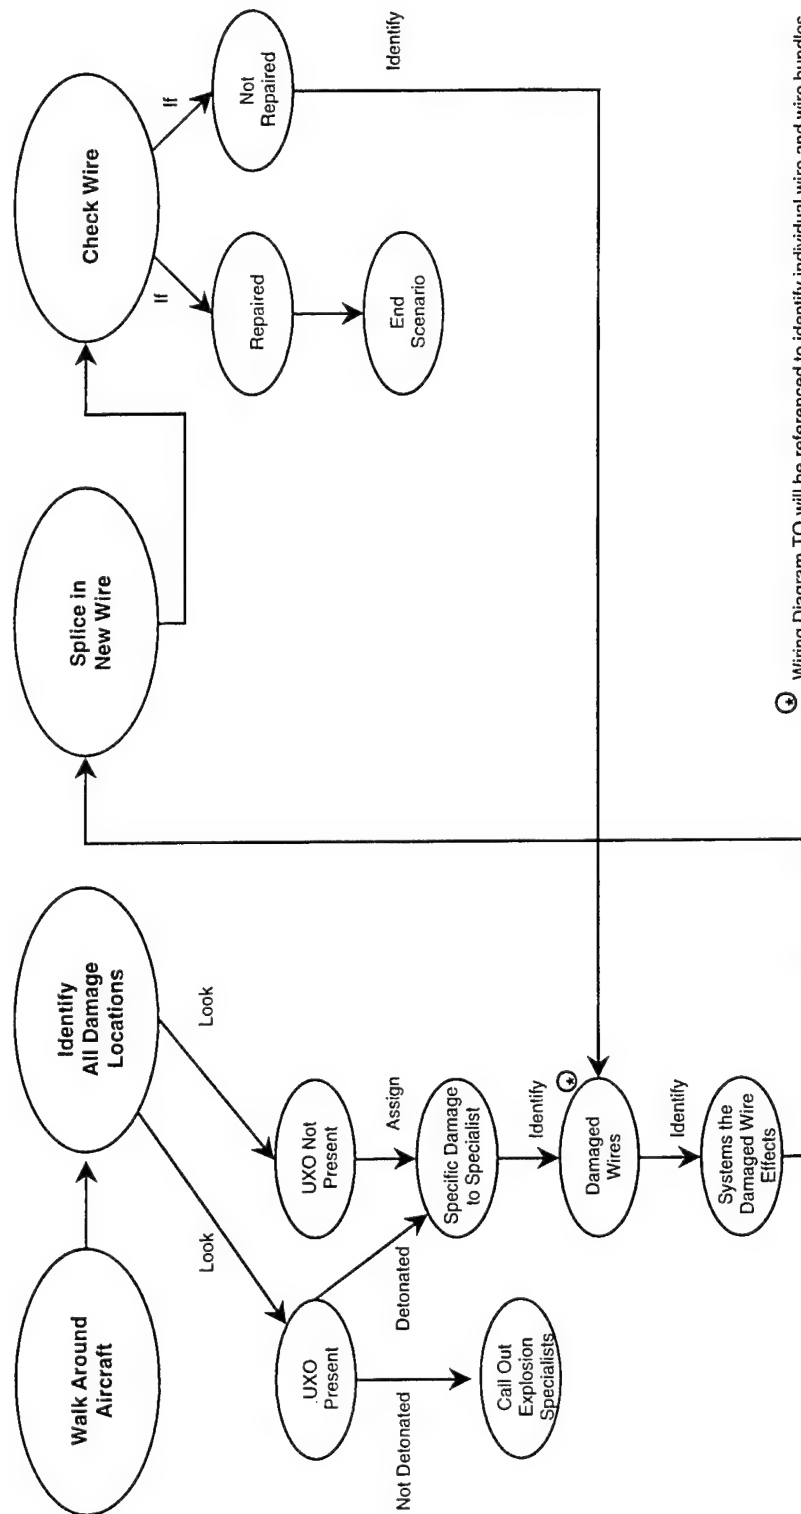 Walk Around
Aircraft
Identify
All Damage
Locations
Look
Look
.UXO
Present
UXO Not
Present
Not Detonated
Detonated
Assign
Call Out
Explosion
Specialists
Specific Damage
to Specialist
Identify
Damaged
Wires
Identify
Systems the
Damaged Wire
Effects
Splice in
New Wire
Check Wire
If
If
Repaired
Not
Repaired
End
Scenario
Identify
Wiring Diagram TO will be referenced to identify individual wire and wire bundles